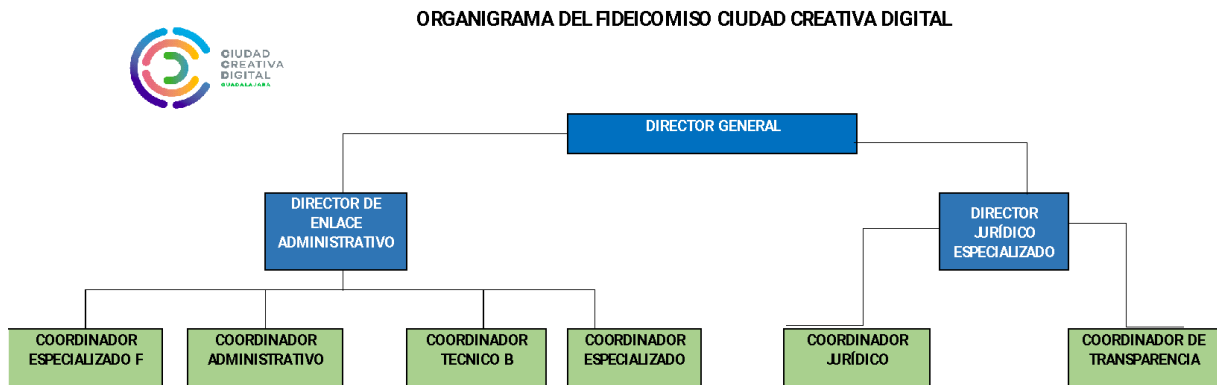 ORGANIGRAMA DEL FIDEICOMISO CIUDAD CREATIVA DIGITAL
CIUDAD
CREATIVA
DIGITAL
GUADALAJARA
DIRECTOR GENERAL
DIRECTOR DE
ENLACE
ADMINISTRATIVO
DIRECTOR
JURÍDICO
ESPECIALIZADO
COORDINADOR
ESPECIALIZADO F
COORDINADOR
ADMINISTRATIVO
COORDINADOR
TECNICO B
COORDINADOR
ESPECIALIZADO
COORDINADOR
JURÍDICO
COORDINADOR DE
TRANSPARENCIA